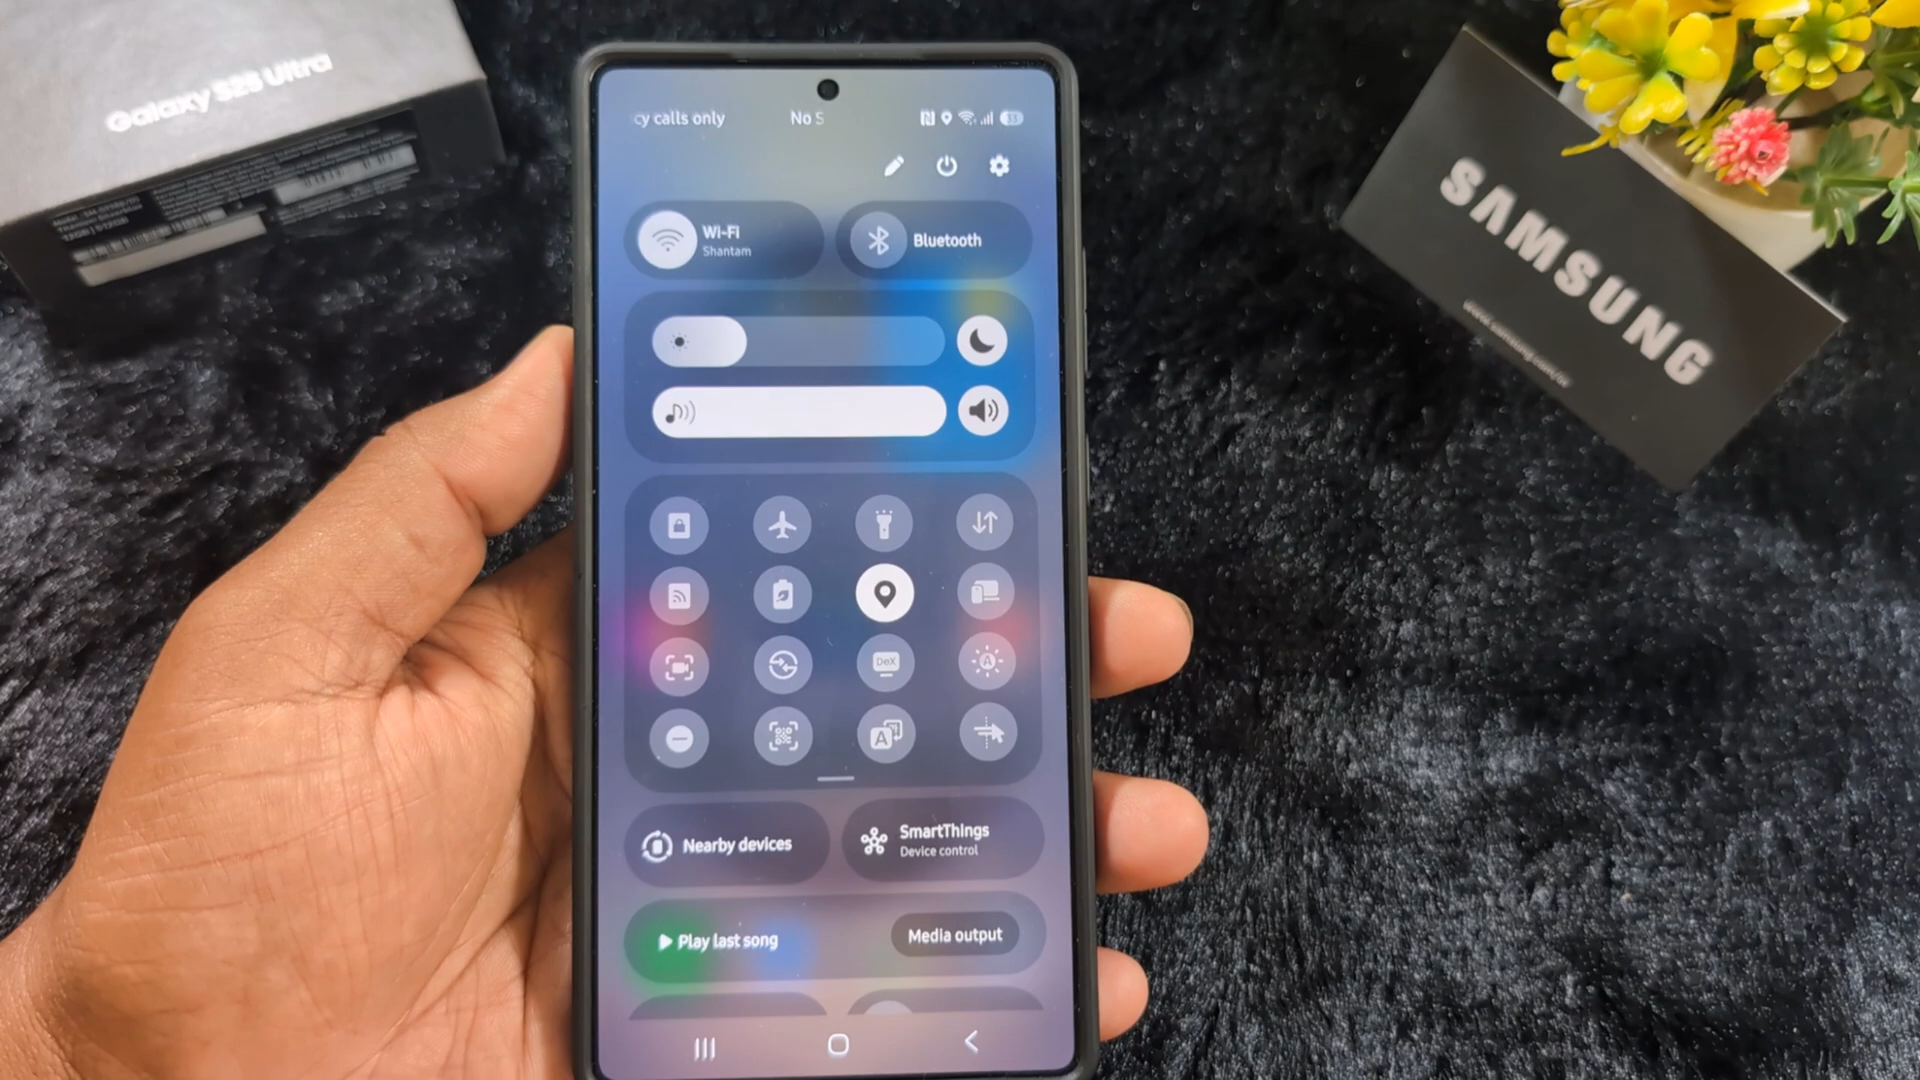 Galaxy S25 Ultra
cy calls only
No S
Wi-Fi
Shantam
Bluetooth
DeX
A
Nearby devices
SmartThings
Device control
Play last song
Media output
SAMSUNG